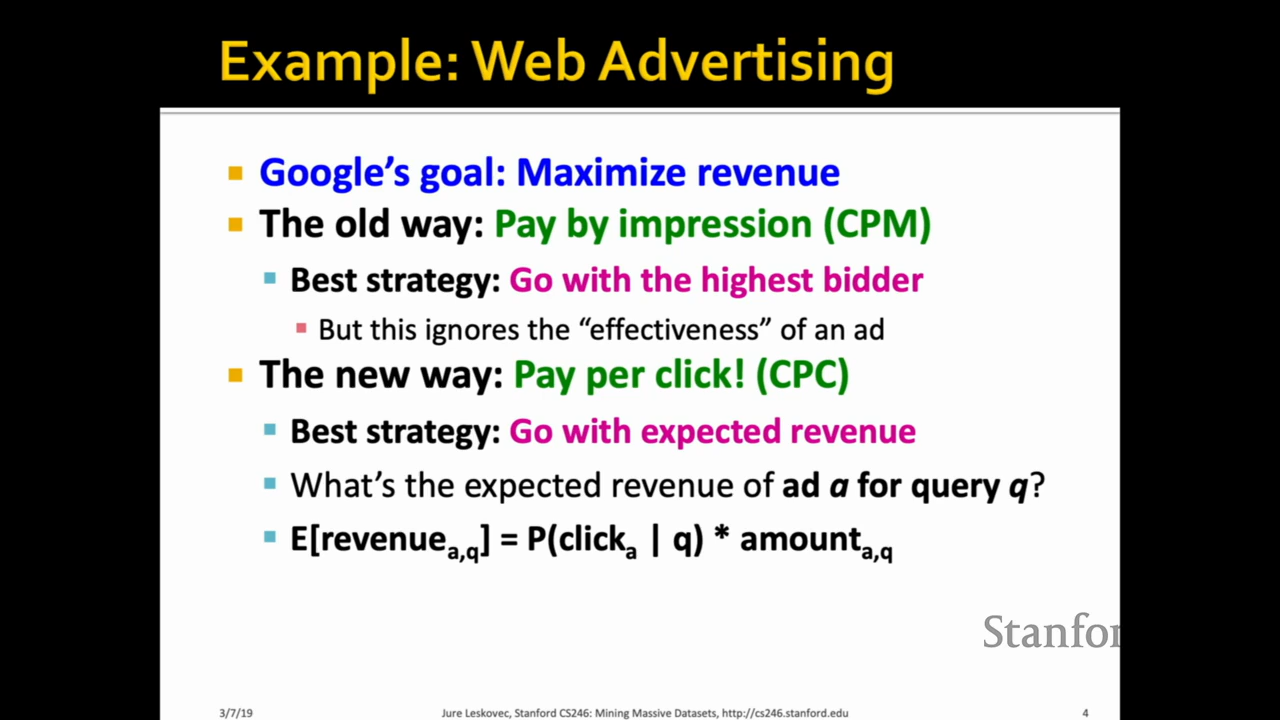 Example: Web Advertising
Google’s goal: Maximize revenue
The old way: Pay by impression (CPM)
Best strategy: Go with the highest bidder
But this ignores the “effectiveness” of an ad
The new way: Pay per click! (CPC)
Best strategy: Go with expected revenue
What’s the expected revenue of ad a for query q?
E[revenue_a,q] = P(click_a | q) * amount_a,q
Stanfor
3/7/19 Jure Leskovec, Stanford CS246: Mining Massive Datasets, http://cs246.stanford.edu 4